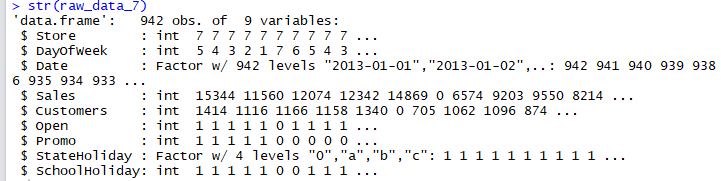 > str(raw_data_7)
'data.frame':   942 obs. of  9 variables:
 $ Store        : int  7 7 7 7 7 7 7 7 7 7 ...
 $ DayOfWeek    : int  5 4 3 2 1 7 6 5 4 3 ...
 $ Date         : Factor w/ 942 levels "2013-01-01","2013-01-02",..: 942 941 940 939 938
6 935 934 933 ...
 $ Sales        : int  15344 11560 12074 12342 14869 0 6574 9203 9550 8214 ...
 $ Customers    : int  1414 1116 1166 1158 1340 0 705 1062 1096 874 ...
 $ Open         : int  1 1 1 1 1 0 1 1 1 1 ...
 $ Promo        : int  1 1 1 1 1 0 0 0 0 0 ...
 $ StateHoliday : Factor w/ 4 levels "0","a","b","c": 1 1 1 1 1 1 1 1 1 1 ...
 $ SchoolHoliday: int  1 1 1 1 1 0 0 1 1 1 ...